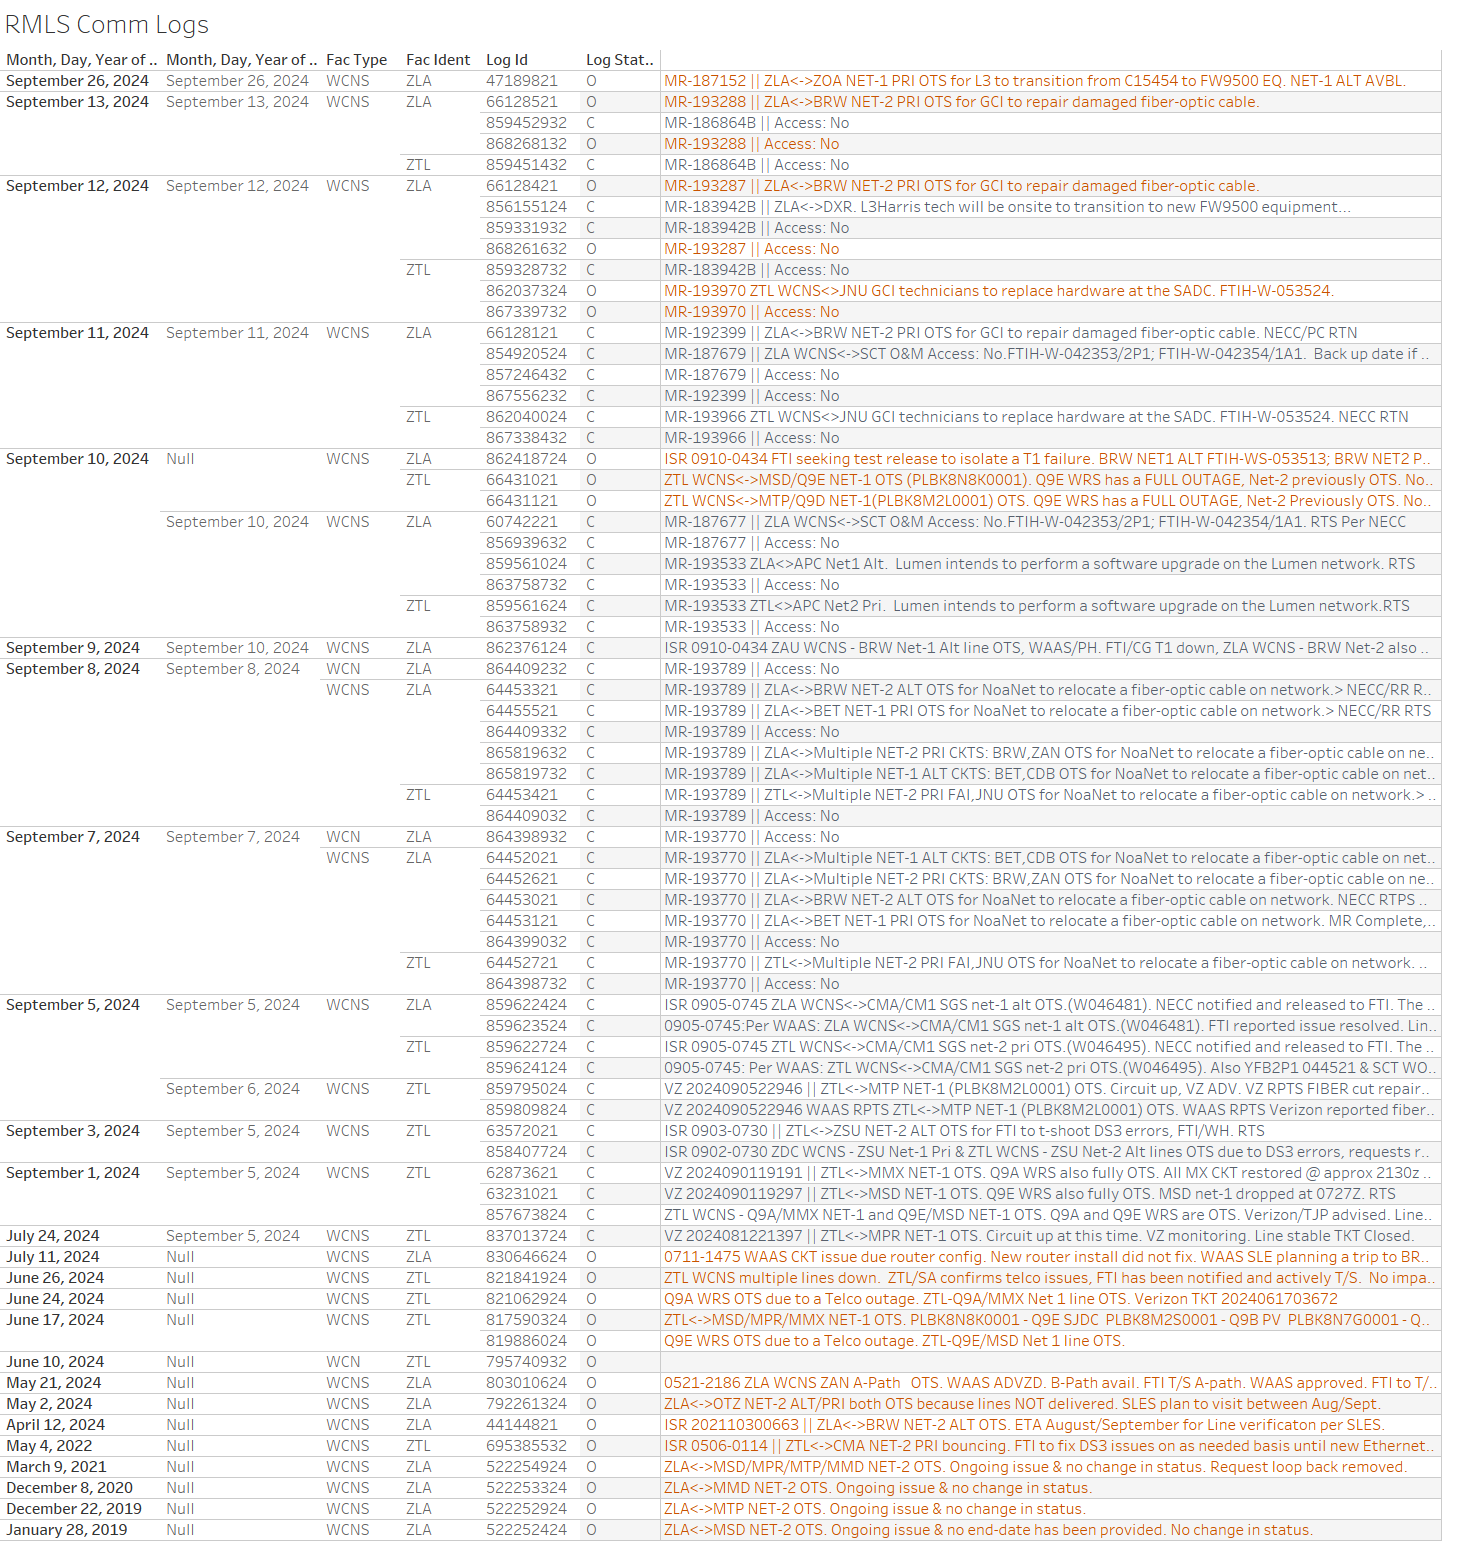 RMLS Comm Logs
Month, Day, Year of .. Month, Day, Year of .. Fac Type Fac Ident Log Id Log Stat..
September 26, 2024 September 26, 2024 WCNS ZLA 47189821 O MR-187152 || ZLA<->ZOA NET-1 PRI OTS for L3 to transition from C15454 to FW9500 EQ. NET-1 ALT AVBL.
September 13, 2024 September 13, 2024 WCNS ZLA 66128521 O MR-193288 || ZLA<->BRW NET-2 PRI OTS for GCI to repair damaged fiber-optic cable.
859452932 C MR-186864B || Access: No
868268132 O MR-193288 || Access: No
ZTL 859451432 C MR-186864B || Access: No
September 12, 2024 September 12, 2024 WCNS ZLA 66128421 O MR-193287 || ZLA<->BRW NET-2 PRI OTS for GCI to repair damaged fiber-optic cable.
856155124 C MR-183942B || ZLA<->DXR. L3Harris tech will be onsite to transition to new FW9500 equipment...
859331932 C MR-183942B || Access: No
868261632 O MR-193287 || Access: No
ZTL 859328732 C MR-183942B || Access: No
862037324 O MR-193970 ZTL WCNS<>JNU GCI technicians to replace hardware at the SADC. FTIH-W-053524.
867339732 O MR-193970 || Access: No
September 11, 2024 September 11, 2024 WCNS ZLA 66128121 C MR-192399 || ZLA<->BRW NET-2 PRI OTS for GCI to repair damaged fiber-optic cable. NECC/PC RTN
854920524 C MR-187679 || ZLA WCNS<->SCT O&M Access: No.FTIH-W-042353/2P1; FTIH-W-042354/1A1.  Back up date if ..
857246432 C MR-187679 || Access: No
867556232 C MR-192399 || Access: No
ZTL 862040024 C MR-193966 ZTL WCNS<>JNU GCI technicians to replace hardware at the SADC. FTIH-W-053524. NECC RTN
867338432 C MR-193966 || Access: No
September 10, 2024 Null WCNS ZLA 862418724 O ISR 0910-0434 FTI seeking test release to isolate a T1 failure. BRW NET1 ALT FTIH-WS-053513; BRW NET2 P..
ZTL 66431021 O ZTL WCNS<->MSD/Q9E NET-1 OTS (PLBK8N8K0001). Q9E WRS has a FULL OUTAGE, Net-2 previously OTS. No..
66431121 O ZTL WCNS<->MTP/Q9D NET-1(PLBK8M2L0001) OTS. Q9E WRS has a FULL OUTAGE, Net-2 Previously OTS. No..
September 10, 2024 WCNS ZLA 60742221 C MR-187677 || ZLA WCNS<->SCT O&M Access: No.FTIH-W-042353/2P1; FTIH-W-042354/1A1. RTS Per NECC
856939632 C MR-187677 || Access: No
859561024 C MR-193533 ZLA<>APC Net1 Alt.  Lumen intends to perform a software upgrade on the Lumen network. RTS
863758732 C MR-193533 || Access: No
ZTL 859561624 C MR-193533 ZTL<>APC Net2 Pri.  Lumen intends to perform a software upgrade on the Lumen network.RTS
863758932 C MR-193533 || Access: No
September 9, 2024 September 10, 2024 WCNS ZLA 862376124 C ISR 0910-0434 ZAU WCNS - BRW Net-1 Alt line OTS, WAAS/PH. FTI/CG T1 down, ZLA WCNS - BRW Net-2 also ..
September 8, 2024 September 8, 2024 WCN ZLA 864409232 C MR-193789 || Access: No
WCNS ZLA 64453321 C MR-193789 || ZLA<->BRW NET-2 ALT OTS for NoaNet to relocate a fiber-optic cable on network.> NECC/RR R..
64455521 C MR-193789 || ZLA<->BET NET-1 PRI OTS for NoaNet to relocate a fiber-optic cable on network.> NECC/RR RTS
864409332 C MR-193789 || Access: No
865819632 C MR-193789 || ZLA<->Multiple NET-2 PRI CKTS: BRW,ZAN OTS for NoaNet to relocate a fiber-optic cable on ne..
865819732 C MR-193789 || ZLA<->Multiple NET-1 ALT CKTS: BET,CDB OTS for NoaNet to relocate a fiber-optic cable on net..
ZTL 64453421 C MR-193789 || ZTL<->Multiple NET-2 PRI FAI,JNU OTS for NoaNet to relocate a fiber-optic cable on network.> ..
864409032 C MR-193789 || Access: No
September 7, 2024 September 7, 2024 WCN ZLA 864398932 C MR-193770 || Access: No
WCNS ZLA 64452021 C MR-193770 || ZLA<->Multiple NET-1 ALT CKTS: BET,CDB OTS for NoaNet to relocate a fiber-optic cable on net..
64452621 C MR-193770 || ZLA<->Multiple NET-2 PRI CKTS: BRW,ZAN OTS for NoaNet to relocate a fiber-optic cable on ne..
64453021 C MR-193770 || ZLA<->BRW NET-2 ALT OTS for NoaNet to relocate a fiber-optic cable on network. NECC RTPS ..
64453121 C MR-193770 || ZLA<->BET NET-1 PRI OTS for NoaNet to relocate a fiber-optic cable on network. MR Complete,..
864399032 C MR-193770 || Access: No
ZTL 64452721 C MR-193770 || ZTL<->Multiple NET-2 PRI FAI,JNU OTS for NoaNet to relocate a fiber-optic cable on network. ..
864398732 C MR-193770 || Access: No
September 5, 2024 September 5, 2024 WCNS ZLA 859622424 C ISR 0905-0745 ZLA WCNS<->CMA/CM1 SGS net-1 alt OTS.(W046481). NECC notified and released to FTI. The ..
859623524 C 0905-0745:Per WAAS: ZLA WCNS<->CMA/CM1 SGS net-1 alt OTS.(W046481). FTI reported issue resolved. Lin..
ZTL 859622724 C ISR 0905-0745 ZTL WCNS<->CMA/CM1 SGS net-2 pri OTS.(W046495). NECC notified and released to FTI. The ..
859624124 C 0905-0745: Per WAAS: ZTL WCNS<->CMA/CM1 SGS net-2 pri OTS.(W046495). Also YFB2P1 044521 & SCT WO..
September 6, 2024 WCNS ZTL 859795024 C VZ 2024090522946 || ZTL<->MTP NET-1 (PLBK8M2L0001) OTS. Circuit up, VZ ADV. VZ RPTS FIBER cut repair..
859809824 C VZ 2024090522946 WAAS RPTS ZTL<->MTP NET-1 (PLBK8M2L0001) OTS. WAAS RPTS Verizon reported fiber..
September 3, 2024 September 5, 2024 WCNS ZTL 63572021 C ISR 0903-0730 || ZTL<->ZSU NET-2 ALT OTS for FTI to t-shoot DS3 errors, FTI/WH. RTS
858407724 C ISR 0902-0730 ZDC WCNS - ZSU Net-1 Pri & ZTL WCNS - ZSU Net-2 Alt lines OTS due to DS3 errors, requests r..
September 1, 2024 September 5, 2024 WCNS ZTL 62873621 C VZ 2024090119191 || ZTL<->MMX NET-1 OTS. Q9A WRS also fully OTS. All MX CKT restored @ approx 2130z ..
63231021 C VZ 2024090119297 || ZTL<->MSD NET-1 OTS. Q9E WRS also fully OTS. MSD net-1 dropped at 0727Z. RTS
857673824 C ZTL WCNS - Q9A/MMX NET-1 and Q9E/MSD NET-1 OTS. Q9A and Q9E WRS are OTS. Verizon/TJP advised. Line..
July 24, 2024 September 5, 2024 WCNS ZTL 837013724 C VZ 2024081221397 || ZTL<->MPR NET-1 OTS. Circuit up at this time. VZ monitoring. Line stable TKT Closed.
July 11, 2024 Null WCNS ZLA 830646624 O 0711-1475 WAAS CKT issue due router config. New router install did not fix. WAAS SLE planning a trip to BR..
June 26, 2024 Null WCNS ZTL 821841924 O ZTL WCNS multiple lines down.  ZTL/SA confirms telco issues, FTI has been notified and actively T/S.  No impa..
June 24, 2024 Null WCNS ZTL 821062924 O Q9A WRS OTS due to a Telco outage. ZTL-Q9A/MMX Net 1 line OTS. Verizon TKT 2024061703672
June 17, 2024 Null WCNS ZTL 817590324 O ZTL<->MSD/MPR/MMX NET-1 OTS. PLBK8N8K0001 - Q9E SJDC  PLBK8M2S0001 - Q9B PV  PLBK8N7G0001 - Q..
819886024 O Q9E WRS OTS due to a Telco outage. ZTL-Q9E/MSD Net 1 line OTS.
June 10, 2024 Null WCN ZTL 795740932 O
May 21, 2024 Null WCNS ZLA 803010624 O 0521-2186 ZLA WCNS ZAN A-Path  OTS. WAAS ADVZD. B-Path avail. FTI T/S A-path. WAAS approved. FTI to T/..
May 2, 2024 Null WCNS ZLA 792261324 O ZLA<->OTZ NET-2 ALT/PRI both OTS because lines NOT delivered. SLES plan to visit between Aug/Sept.
April 12, 2024 Null WCNS ZLA 44144821 O ISR 202110300663 || ZLA<->BRW NET-2 ALT OTS. ETA August/September for Line verificaton per SLES.
May 4, 2022 Null WCNS ZTL 695385532 O ISR 0506-0114 || ZTL<->CMA NET-2 PRI bouncing. FTI to fix DS3 issues on as needed basis until new Ethernet..
March 9, 2021 Null WCNS ZLA 522254924 O ZLA<->MSD/MPR/MTP/MMD NET-2 OTS. Ongoing issue & no change in status. Request loop back removed.
December 8, 2020 Null WCNS ZLA 522253324 O ZLA<->MMD NET-2 OTS. Ongoing issue & no change in status.
December 22, 2019 Null WCNS ZLA 522252924 O ZLA<->MTP NET-2 OTS. Ongoing issue & no change in status.
January 28, 2019 Null WCNS ZLA 522252424 O ZLA<->MSD NET-2 OTS. Ongoing issue & no end-date has been provided. No change in status.